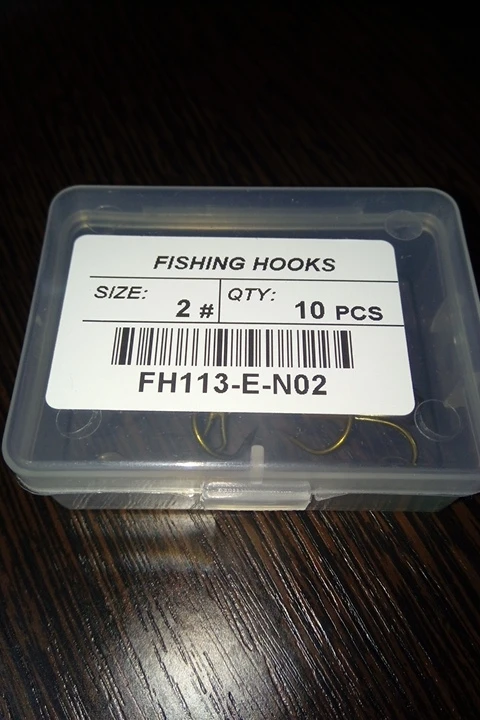 FISHING HOOKS
SIZE: 2 # QTY: 10 PCS
FH113-E-N02